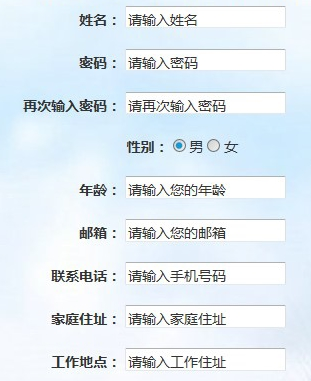 姓名： 请输入姓名
密码： 请输入密码
再次输入密码： 请再次输入密码
性别： 男 女
年龄： 请输入您的年龄
邮箱： 请输入您的邮箱
联系电话： 请输入手机号码
家庭住址： 请输入家庭住址
工作地点： 请输入工作住址